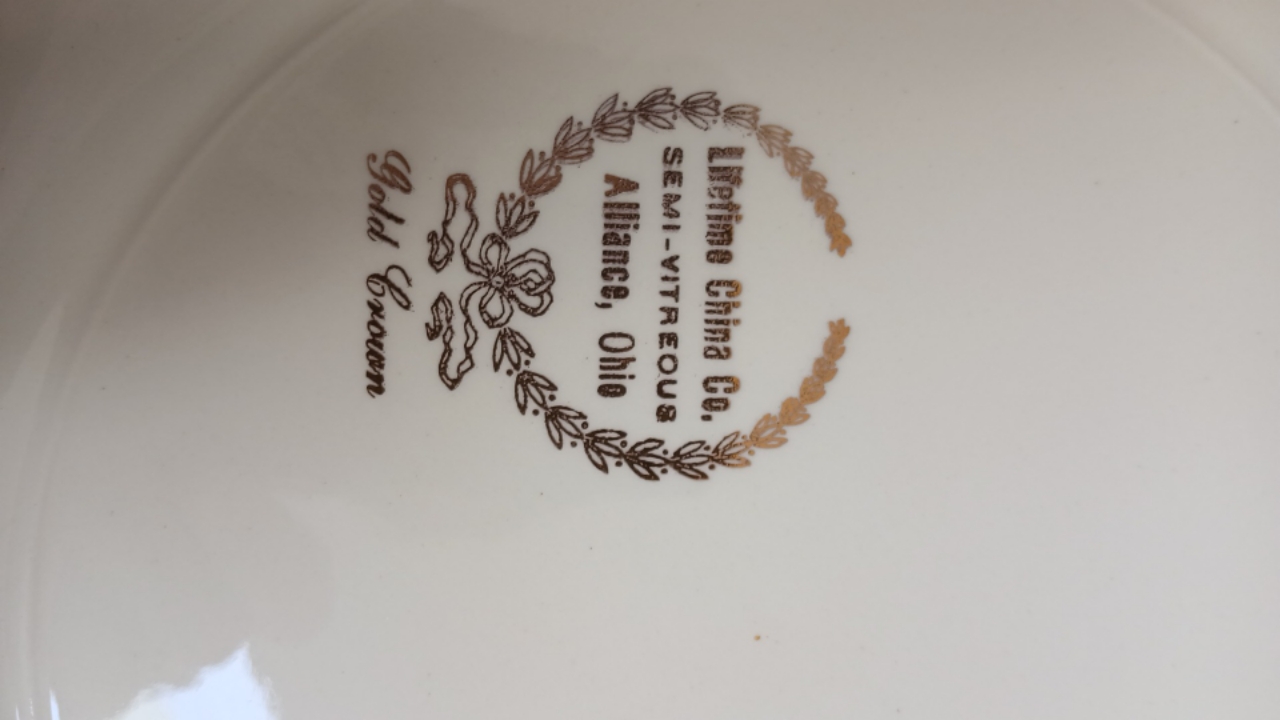 Lifetime China Co.
SEMI-VITREOUS
Alliance, Ohio
Gold Crown